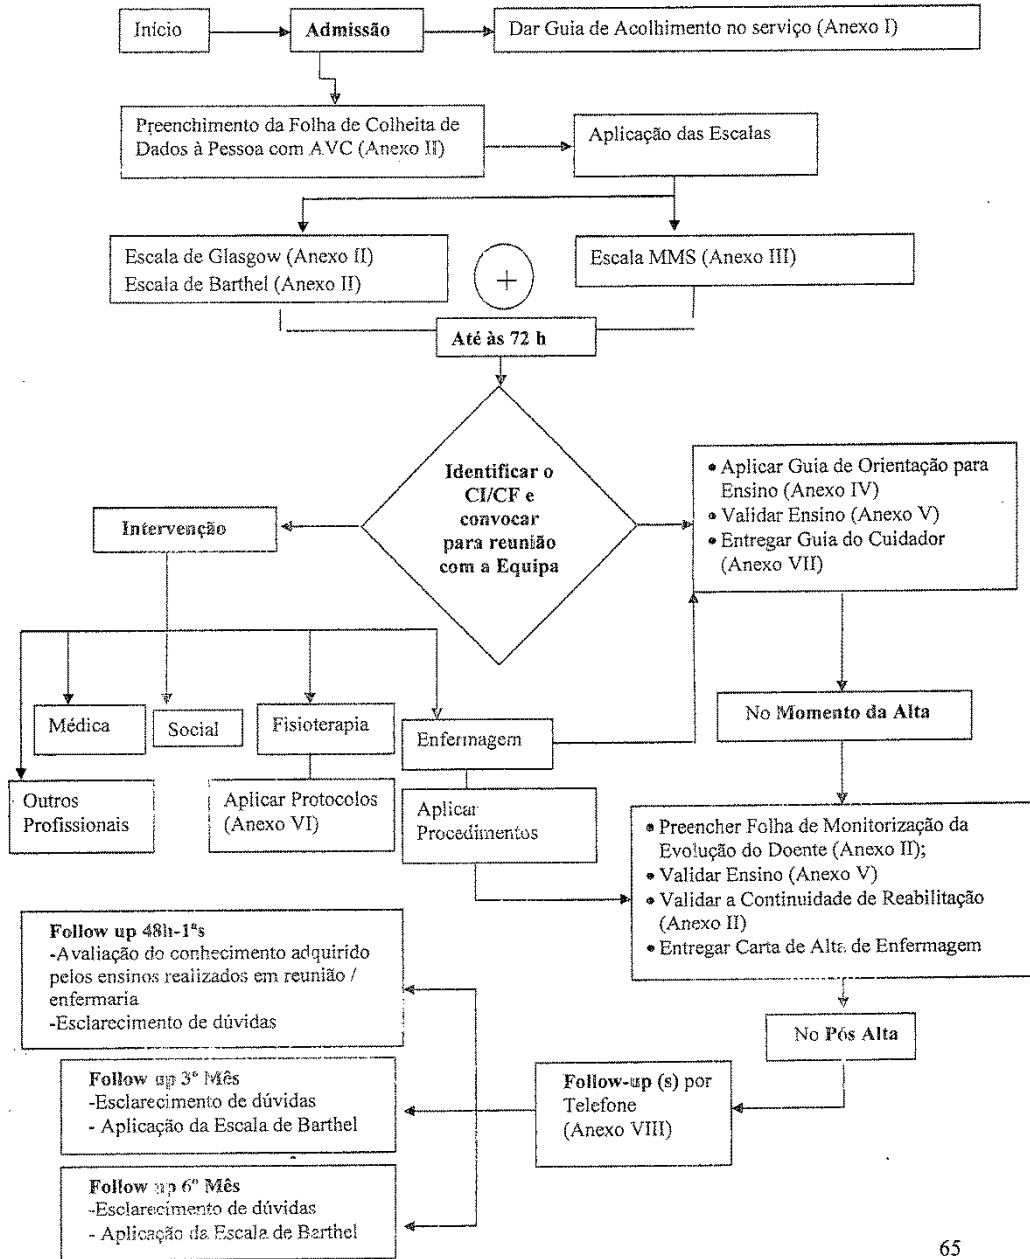 Início
Admissão
Dar Guia de Acolhimento no serviço (Anexo I)
Preenchimento da Folha de Colheita de
Dados à Pessoa com AVC (Anexo II)
Aplicação das Escalas
Escala de Glasgow (Anexo II)
Escala de Barthel (Anexo II)
+
Escala MMS (Anexo III)
Até às 72 h
Identificar o
CI/CF e
convocar
para reunião
com a Equipa
Intervenção
• Aplicar Guia de Orientação para
Ensino (Anexo IV)
• Validar Ensino (Anexo V)
• Entregar Guia do Cuidador
(Anexo VII)
Médica
Social
Fisioterapia
Enfermagem
No Momento da Alta
Outros
Profissionais
Aplicar Protocolos
(Anexo VI)
Aplicar
Procedimentos
• Preencher Folha de Monitorização da
Evolução do Doente (Anexo II);
• Validar Ensino (Anexo V)
• Validar a Continuidade de Reabilitação
(Anexo II)
• Entregar Carta de Alta de Enfermagem
Follow up 48h-1ªs
-Avaliação do conhecimento adquirido
pelos ensinos realizados em reunião /
enfermaria
-Esclarecimento de dúvidas
No Pós Alta
Follow up 3º Mês
-Esclarecimento de dúvidas
- Aplicação da Escala de Barthel
Follow-up (s) por
Telefone
(Anexo VIII)
Follow up 6º Mês
-Esclarecimento de dúvidas
- Aplicação da Escala de Barthel
65